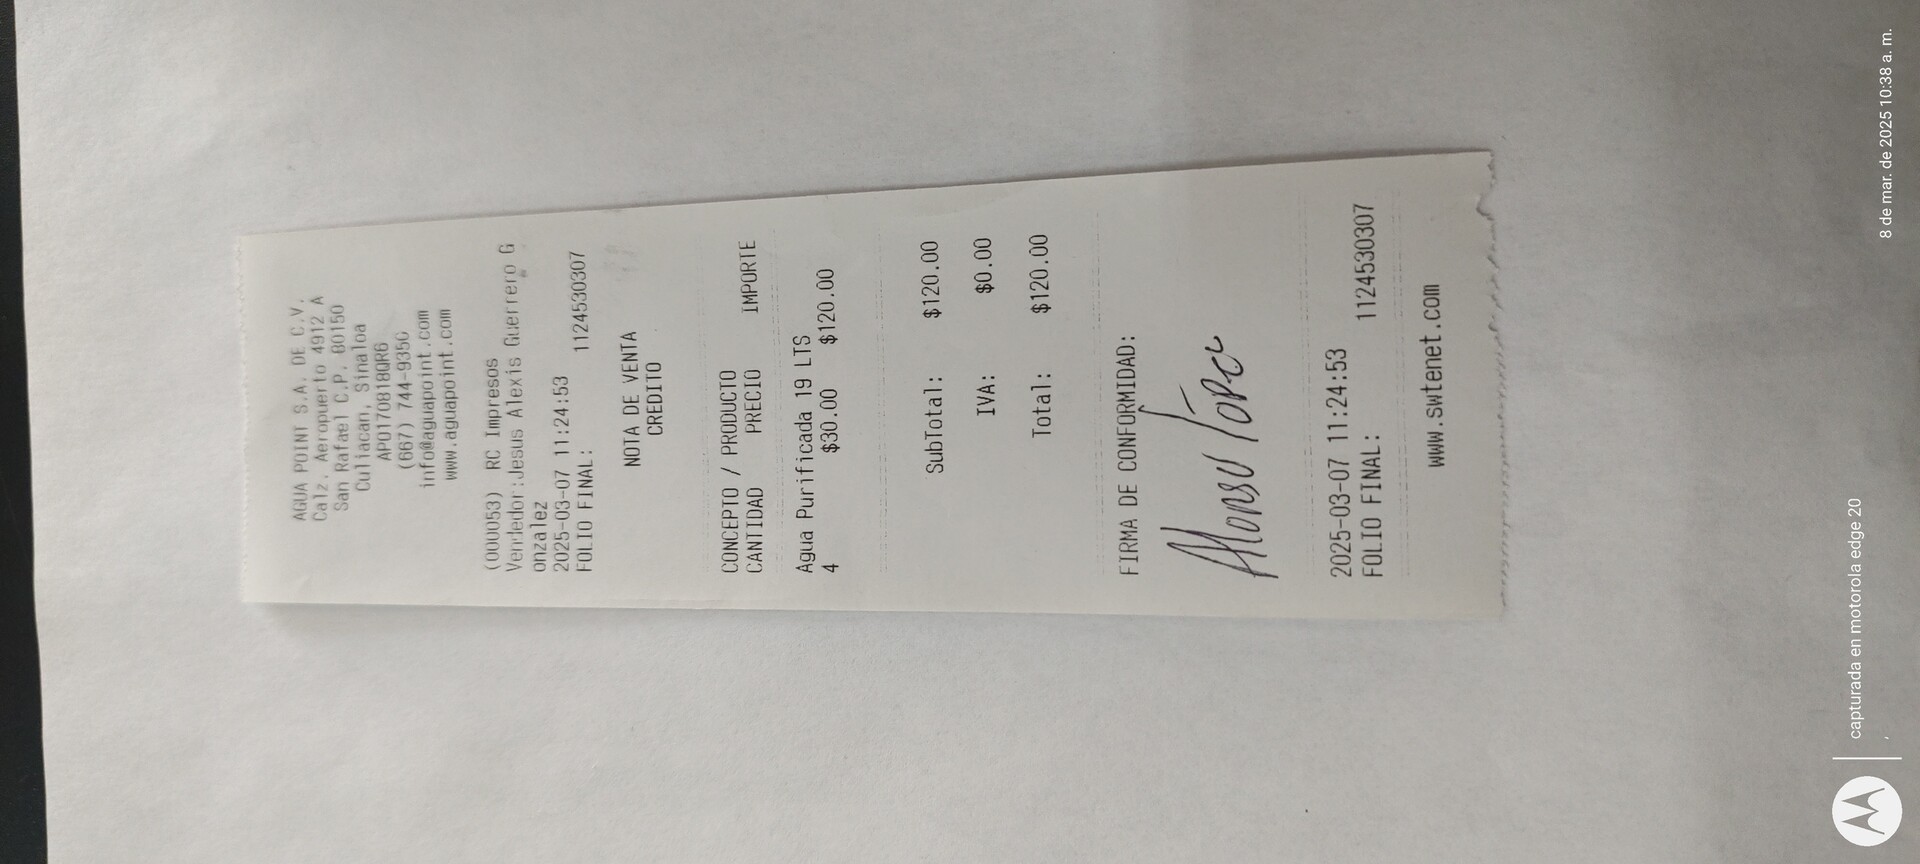 AGUA POINT S.A. DE C.V.
Calz. Aeropuerto 4912 A
San Rafael C.P. 80150
Culiacan, Sinaloa
APO170818QR6
(667) 744-9350
info@aguapoint.com
www.aguapoint.com
(000053) RC Impresos
Vendedor:Jesus Alexis Guerrero G
onzalez
2025-03-07 11:24:53
FOLIO FINAL: 1124530307
NOTA DE VENTA
CREDITO
CONCEPTO / PRODUCTO
CANTIDAD PRECIO IMPORTE
Agua Purificada 19 LTS
4 $30.00 $120.00
SubTotal: $120.00
IVA: $0.00
Total: $120.00
FIRMA DE CONFORMIDAD:
2025-03-07 11:24:53
FOLIO FINAL: 1124530307
www.swtenet.com
capturada en motorola edge 20
8 de mar. de 2025 10:38 a. m.